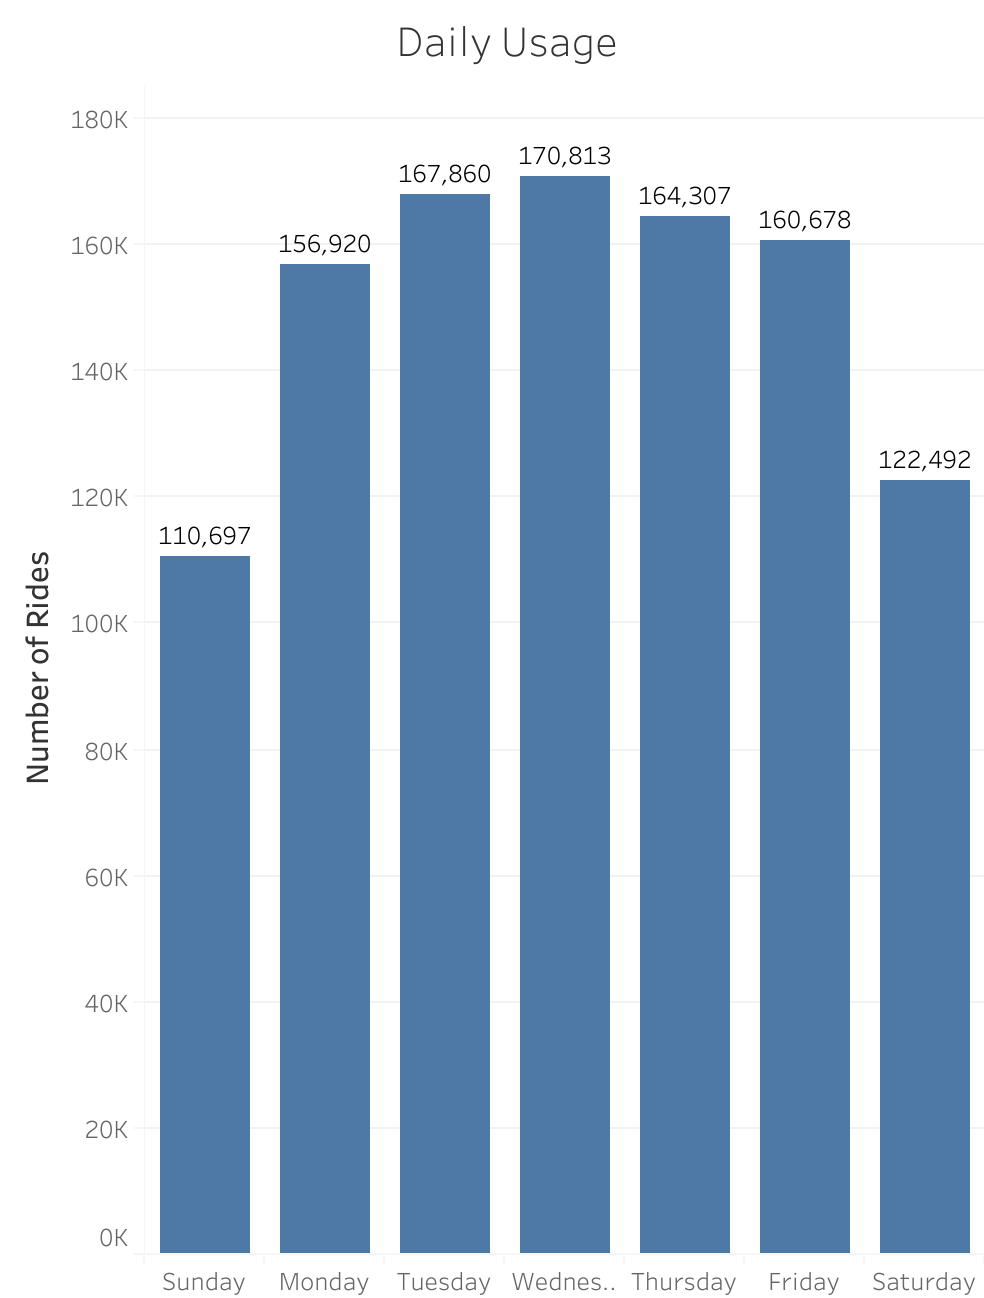 Daily Usage
Number of Rides
180K
160K
140K
120K
100K
80K
60K
40K
20K
0K
110,697
156,920
167,860
170,813
164,307
160,678
122,492
Sunday Monday Tuesday Wednes.. Thursday Friday Saturday